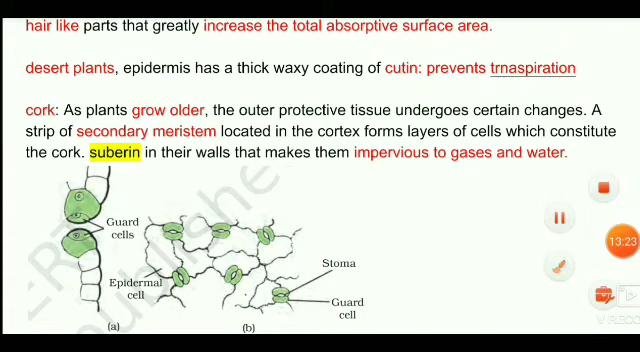 hair like parts that greatly increase the total absorptive surface area.
desert plants, epidermis has a thick waxy coating of cutin: prevents trnaspiration
cork: As plants grow older, the outer protective tissue undergoes certain changes. A
strip of secondary meristem located in the cortex forms layers of cells which constitute
the cork. suberin in their walls that makes them impervious to gases and water.
Guard
cells
Epidermal
cell
Stoma
Guard
cell
(a)
(b)
13:23